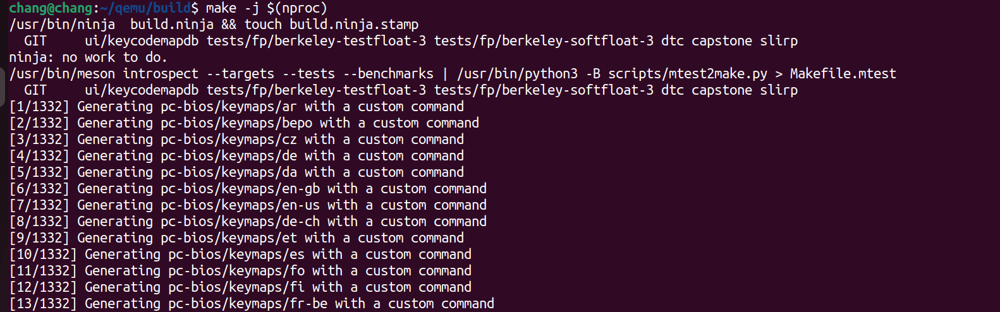 chang@chang:~/qemu/build$ make -j $(nproc)
/usr/bin/ninja  build.ninja && touch build.ninja.stamp
  GIT     ui/keycodemapdb tests/fp/berkeley-testfloat-3 tests/fp/berkeley-softfloat-3 dtc capstone slirp
ninja: no work to do.
/usr/bin/meson introspect --targets --tests --benchmarks | /usr/bin/python3 -B scripts/mtest2make.py > Makefile.mtest
  GIT     ui/keycodemapdb tests/fp/berkeley-testfloat-3 tests/fp/berkeley-softfloat-3 dtc capstone slirp
[1/1332] Generating pc-bios/keymaps/ar with a custom command
[2/1332] Generating pc-bios/keymaps/bepo with a custom command
[3/1332] Generating pc-bios/keymaps/cz with a custom command
[4/1332] Generating pc-bios/keymaps/de with a custom command
[5/1332] Generating pc-bios/keymaps/da with a custom command
[6/1332] Generating pc-bios/keymaps/en-gb with a custom command
[7/1332] Generating pc-bios/keymaps/en-us with a custom command
[8/1332] Generating pc-bios/keymaps/de-ch with a custom command
[9/1332] Generating pc-bios/keymaps/et with a custom command
[10/1332] Generating pc-bios/keymaps/es with a custom command
[11/1332] Generating pc-bios/keymaps/fo with a custom command
[12/1332] Generating pc-bios/keymaps/fi with a custom command
[13/1332] Generating pc-bios/keymaps/fr-be with a custom command